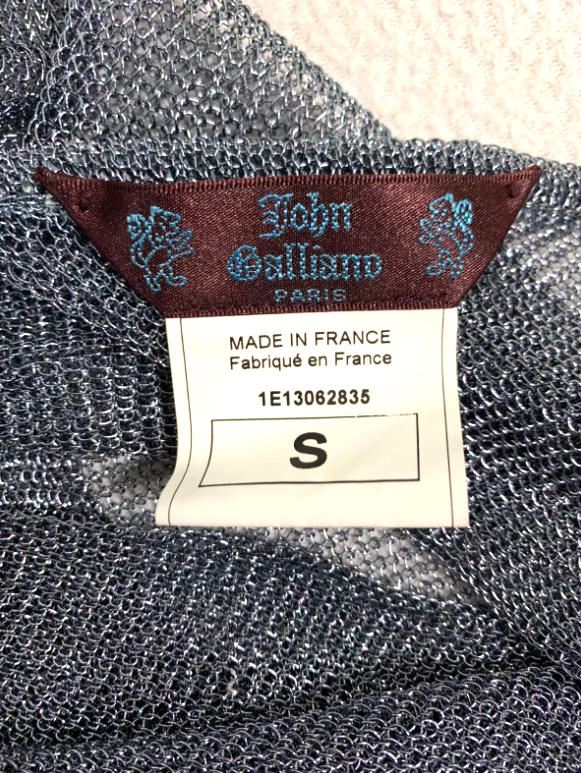 John
Galliano
PARIS
MADE IN FRANCE
Fabriqué en France
1E13062835
S